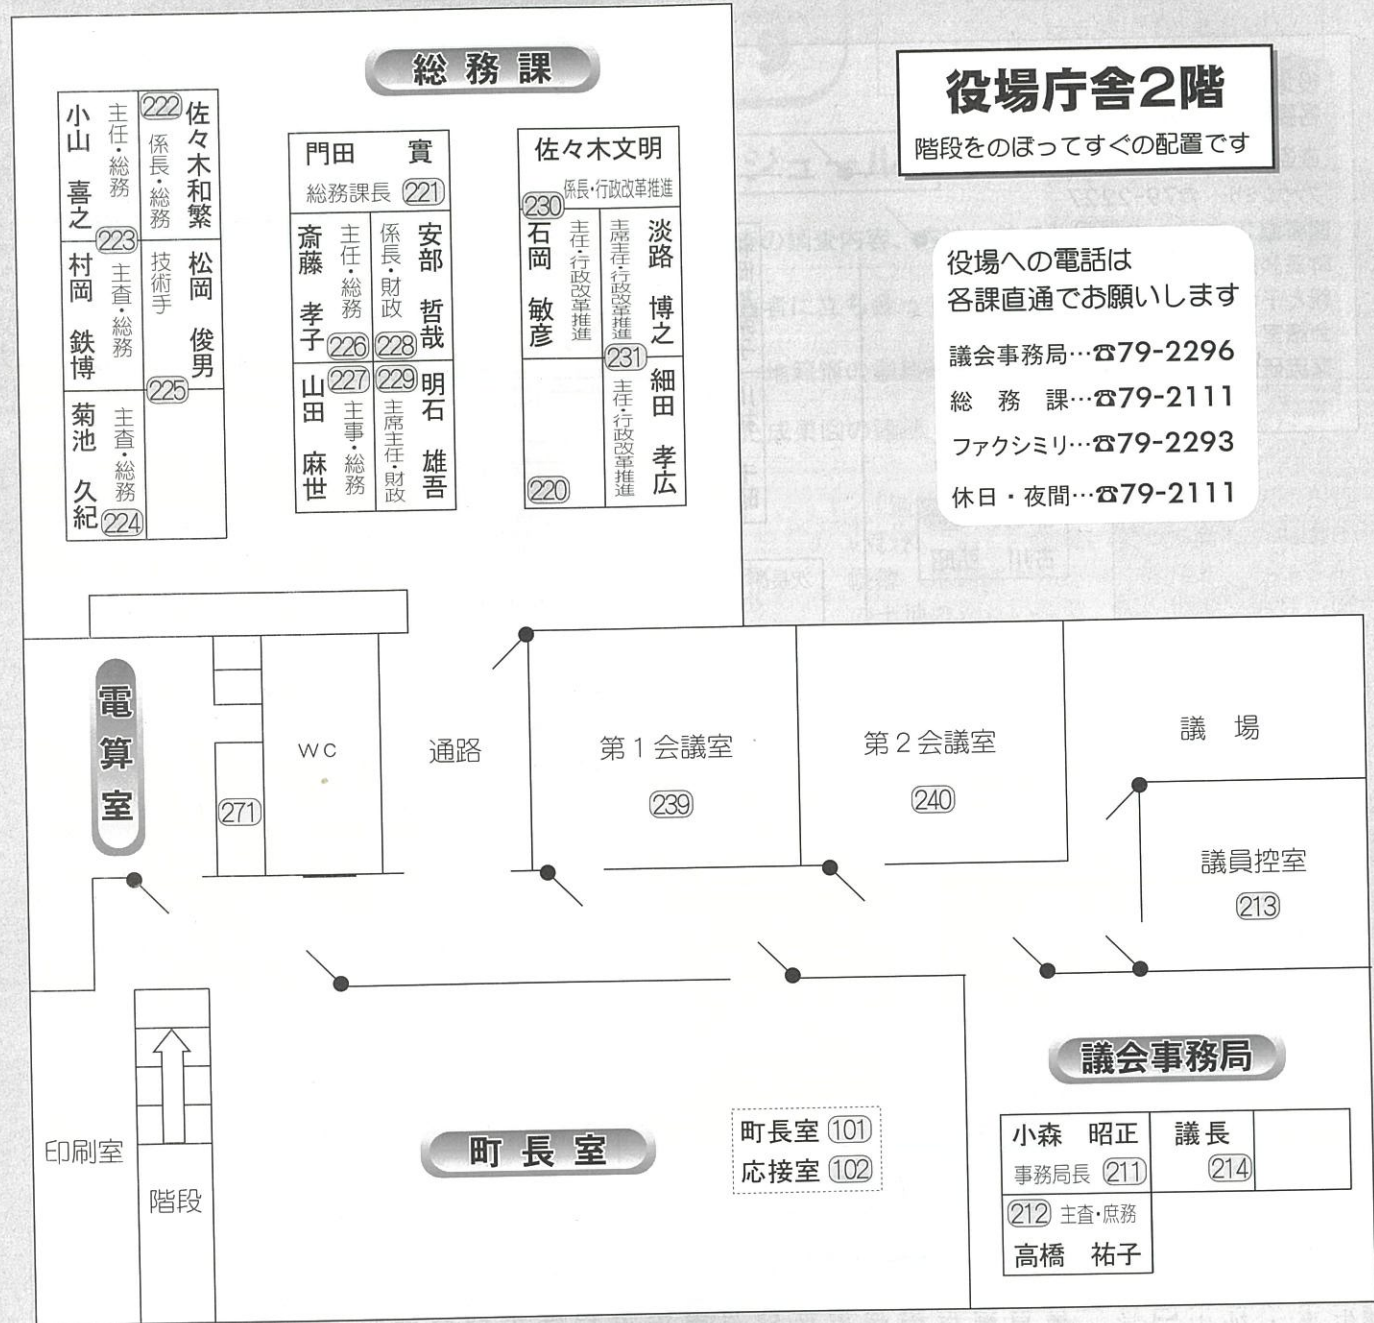 総務課
役場庁舎2階
階段をのぼってすぐの配置です
役場への電話は
各課直通でお願いします
議会事務局…☎79-2296
総務課…☎79-2111
ファクシミリ…☎79-2293
休日・夜間…☎79-2111
222
佐々木和繁
係長・総務
小山 喜之
主任・総務
223
村岡 鉄博
主査・総務
松岡 俊男
技術手
225
菊池 久紀
主査・総務
224
門田 實
総務課長 221
斎藤 孝子
主任・総務
226
安部 哲哉
係長・財政
228
山田 麻世
227 主事・総務
明石 雄吾
229 主席主任・財政
佐々木文明
係長・行政改革推進
230
石岡 敏彦
主任・行政改革推進
淡路 博之
主席主任・行政改革推進
231
細田 孝広
主任・行政改革推進
220
電算室
271
WC
通路
第1会議室
239
第2会議室
240
議場
議員控室
213
印刷室
階段
町長室
町長室 101
応接室 102
議会事務局
小森 昭正
事務局長 211
議長
214
212 主査・庶務
高橋 祐子